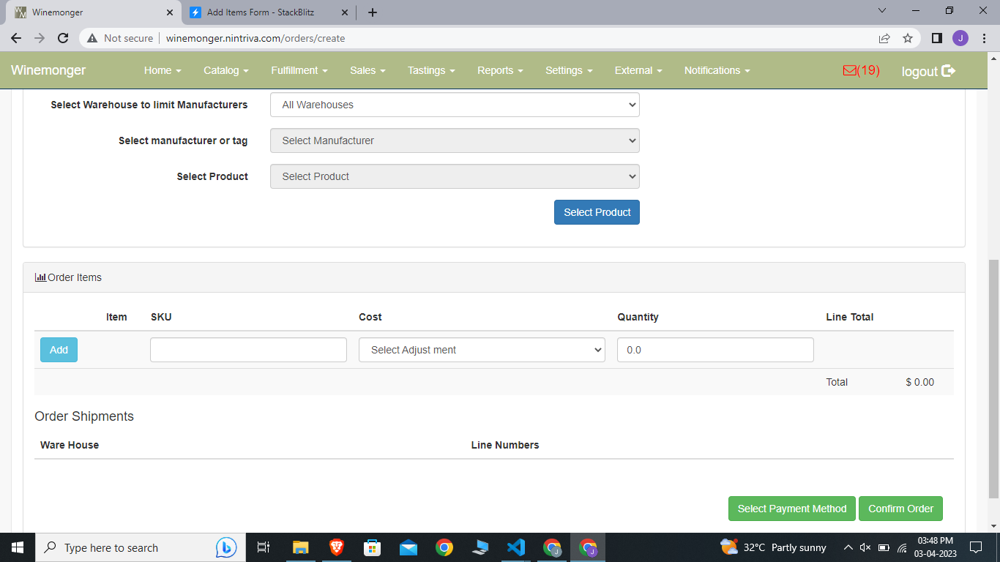 Winemonger
Add Items Form - StackBlitz
Not secure
winemonger.nintriva.com/orders/create
J
Winemonger
Home
Catalog
Fulfillment
Sales
Tastings
Reports
Settings
External
Notifications
(19)
logout
Select Warehouse to limit Manufacturers
All Warehouses
Select manufacturer or tag
Select Manufacturer
Select Product
Select Product
Select Product
Order Items
Item SKU Cost Quantity Line Total
Add
Select Adjust ment
0.0
Total $ 0.00
Order Shipments
Ware House Line Numbers
Select Payment Method
Confirm Order
Type here to search
J
J
32°C Partly sunny
03:48 PM
03-04-2023